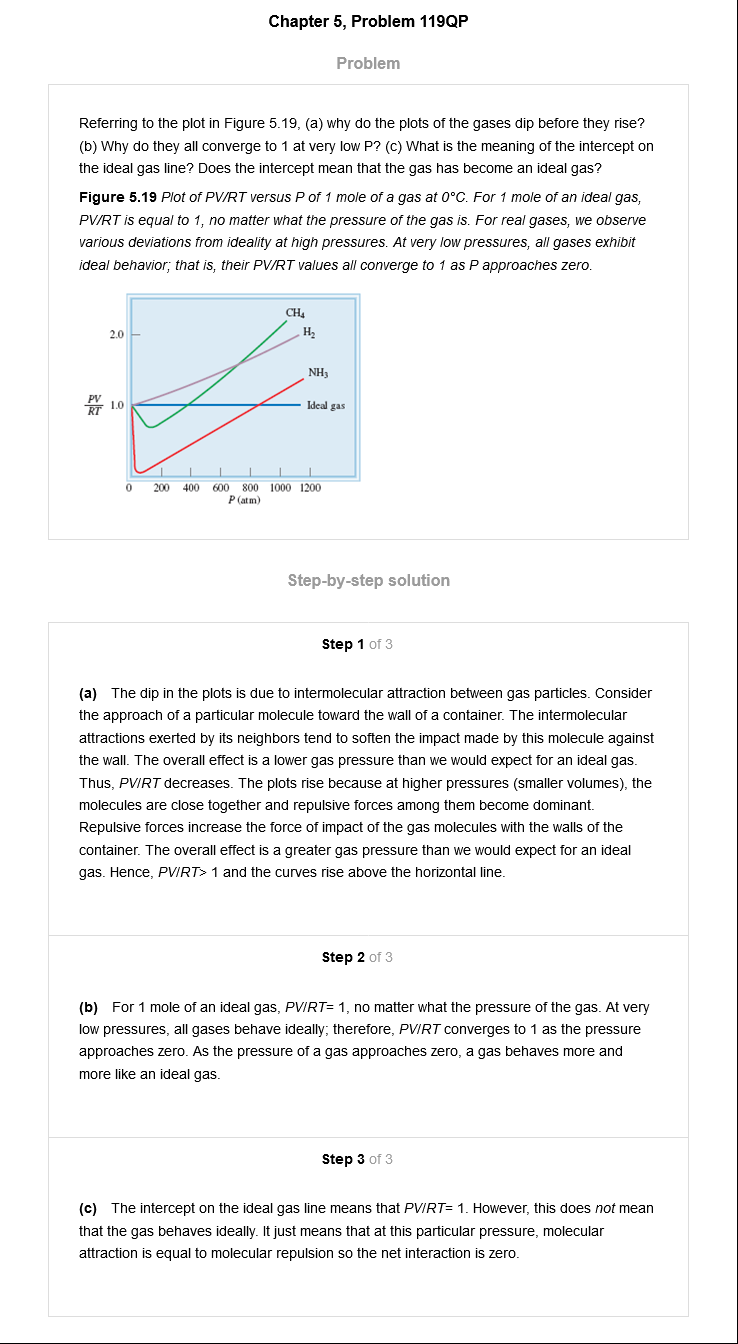 Chapter 5, Problem 119QP
Problem
Referring to the plot in Figure 5.19, (a) why do the plots of the gases dip before they rise?
(b) Why do they all converge to 1 at very low P? (c) What is the meaning of the intercept on
the ideal gas line? Does the intercept mean that the gas has become an ideal gas?
Figure 5.19 Plot of PV/RT versus P of 1 mole of a gas at 0°C. For 1 mole of an ideal gas,
PV/RT is equal to 1, no matter what the pressure of the gas is. For real gases, we observe
various deviations from ideality at high pressures. At very low pressures, all gases exhibit
ideal behavior; that is, their PV/RT values all converge to 1 as P approaches zero.
CH₄
2.0
H₂
NH₃
PV
RT
1.0
Ideal gas
0 200 400 600 800 1000 1200
P (atm)
Step-by-step solution
Step 1 of 3
(a) The dip in the plots is due to intermolecular attraction between gas particles. Consider
the approach of a particular molecule toward the wall of a container. The intermolecular
attractions exerted by its neighbors tend to soften the impact made by this molecule against
the wall. The overall effect is a lower gas pressure than we would expect for an ideal gas.
Thus, PV/RT decreases. The plots rise because at higher pressures (smaller volumes), the
molecules are close together and repulsive forces among them become dominant.
Repulsive forces increase the force of impact of the gas molecules with the walls of the
container. The overall effect is a greater gas pressure than we would expect for an ideal
gas. Hence, PV/RT> 1 and the curves rise above the horizontal line.
Step 2 of 3
(b) For 1 mole of an ideal gas, PV/RT= 1, no matter what the pressure of the gas. At very
low pressures, all gases behave ideally; therefore, PV/RT converges to 1 as the pressure
approaches zero. As the pressure of a gas approaches zero, a gas behaves more and
more like an ideal gas.
Step 3 of 3
(c) The intercept on the ideal gas line means that PV/RT= 1. However, this does not mean
that the gas behaves ideally. It just means that at this particular pressure, molecular
attraction is equal to molecular repulsion so the net interaction is zero.